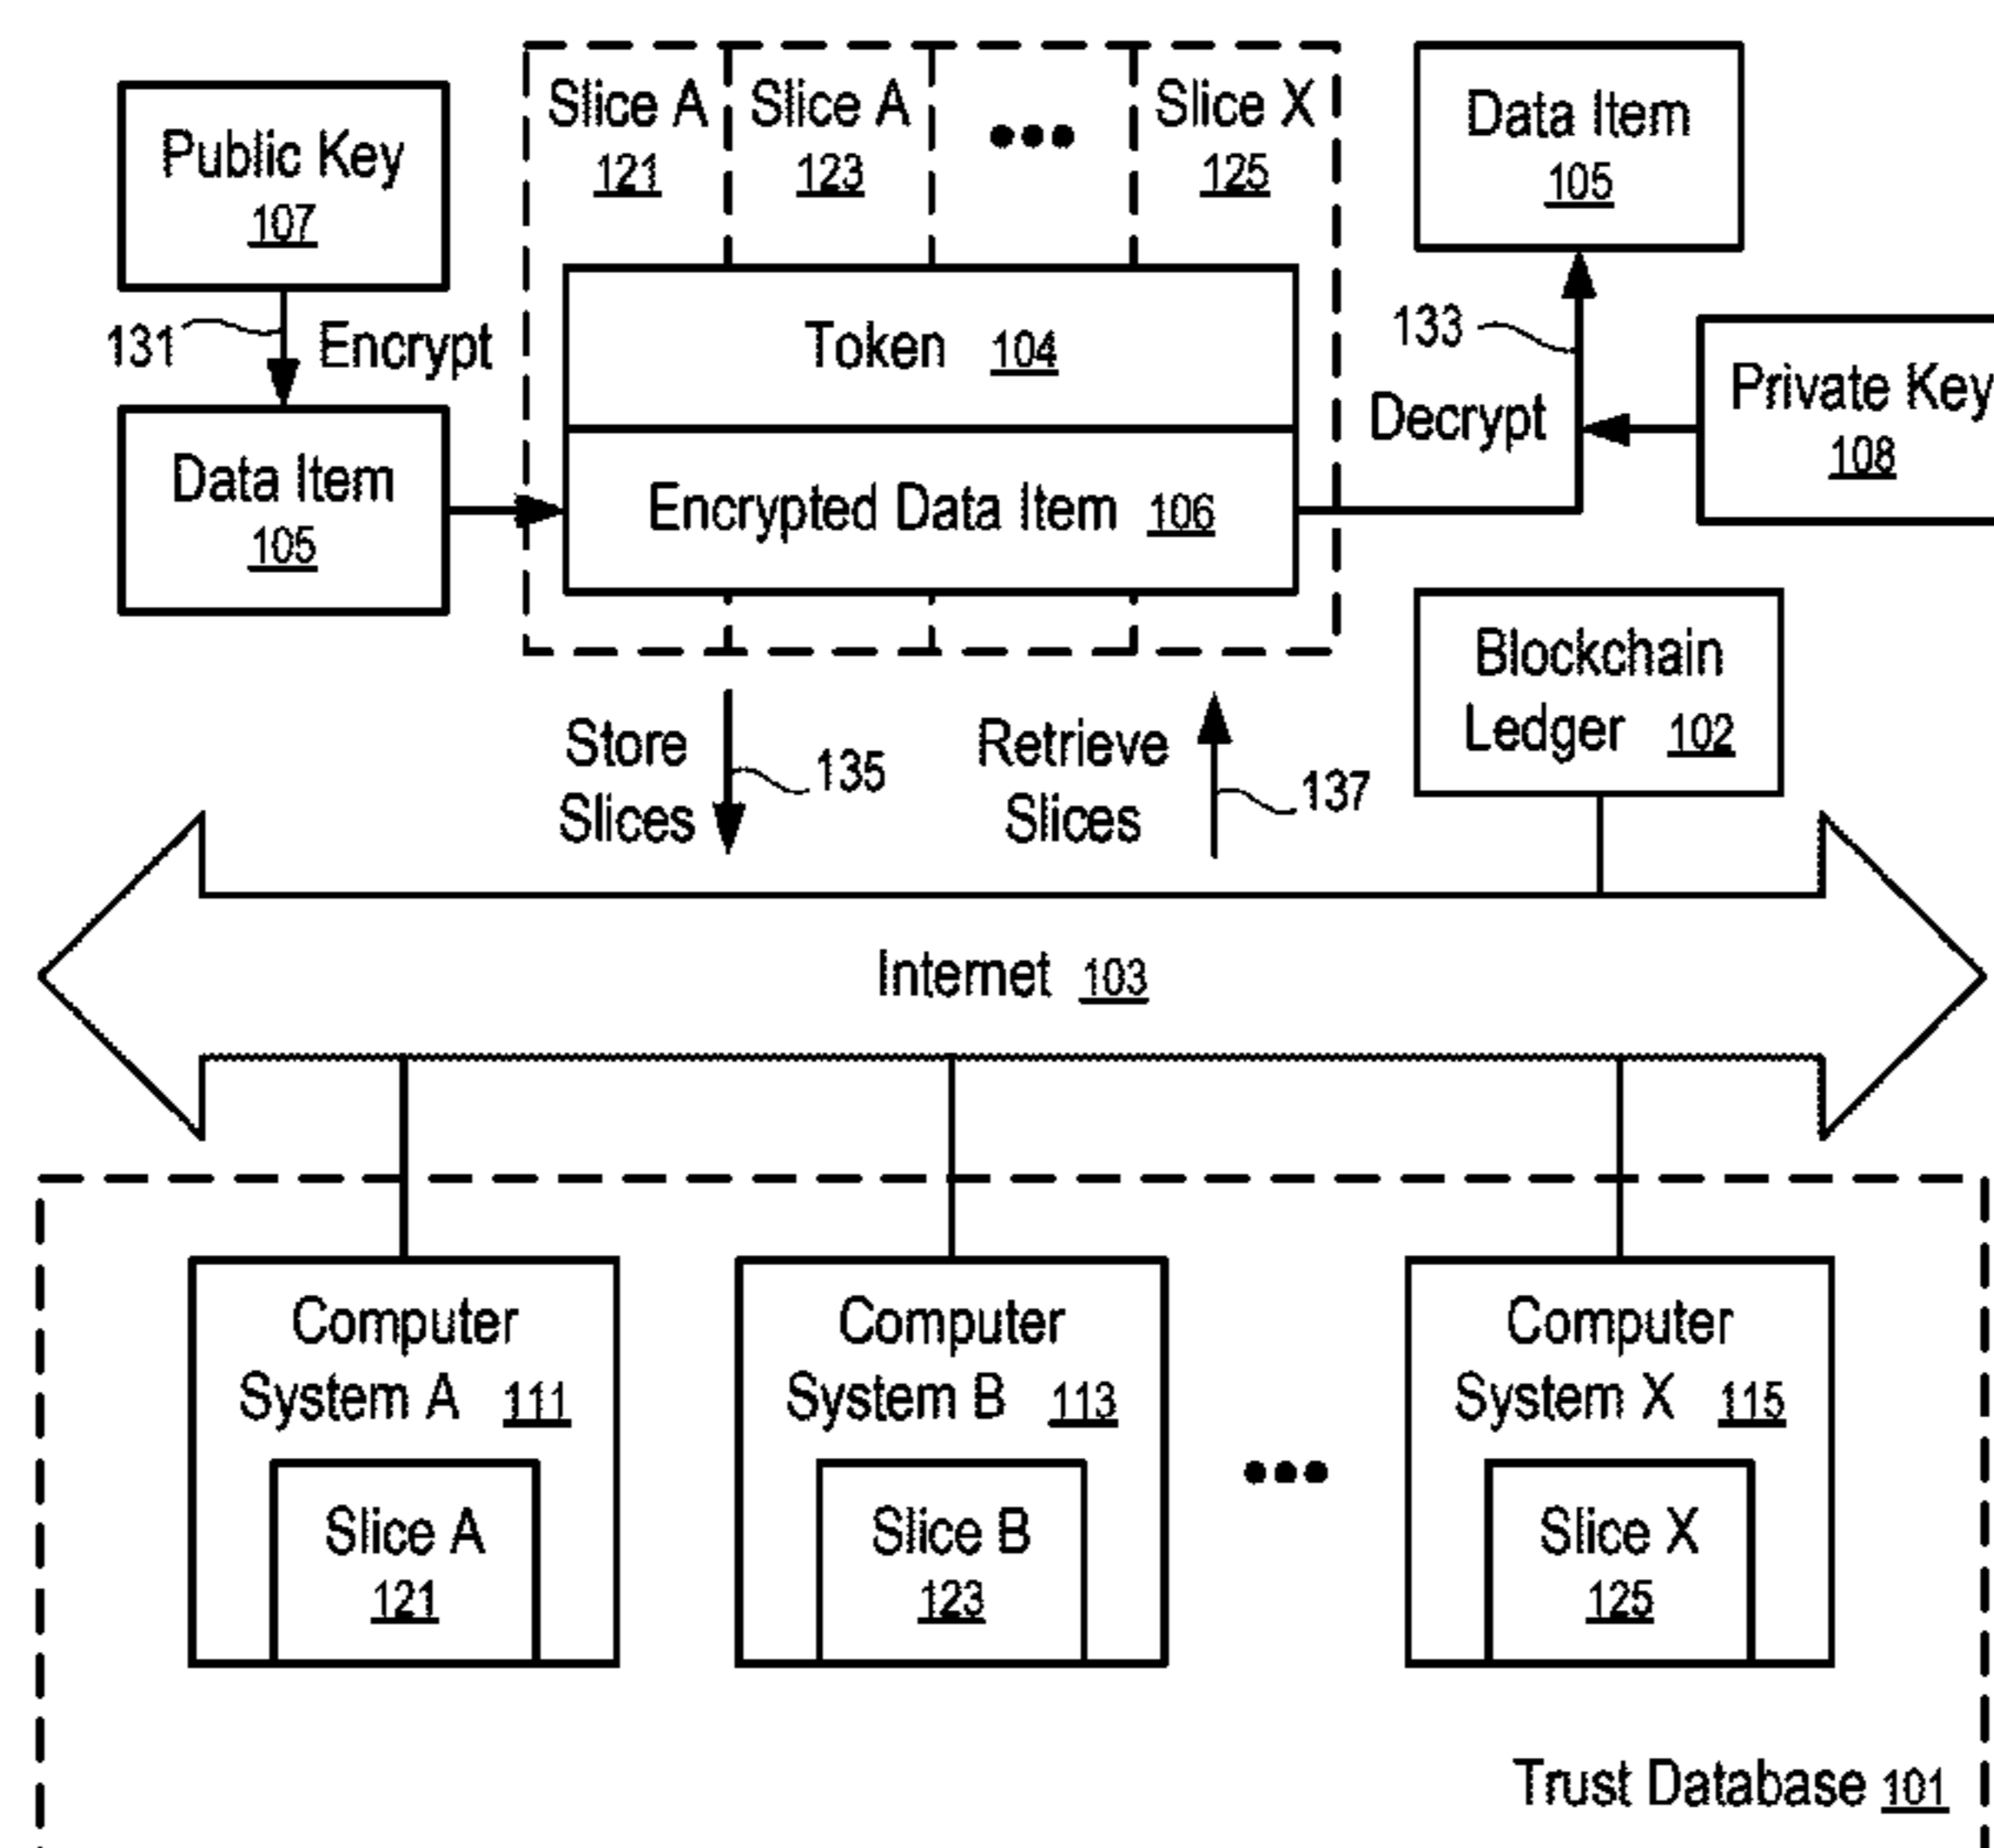 Public Key
107
131
Encrypt
Data Item
105
Slice A
121
Slice A
123
•••
Slice X
125
Token 104
Encrypted Data Item 106
Data Item
105
133
Decrypt
Private Key
108
Store
Slices
135
Retrieve
Slices
137
Blockchain
Ledger 102
Internet 103
Computer
System A 111
Slice A
121
Computer
System B 113
Slice B
123
•••
Computer
System X 115
Slice X
125
Trust Database 101